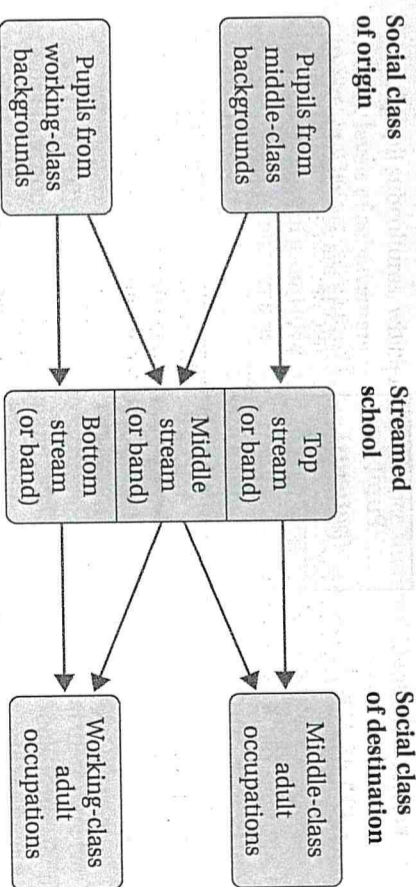 Social class
of origin
Streamed
school
Social class
of destination
Pupils from
middle-class
backgrounds
Top
stream
(or band)
Middle-class
adult
occupations
Middle
stream
(or band)
Pupils from
working-class
backgrounds
Bottom
stream
(or band)
Working-class
adult
occupations